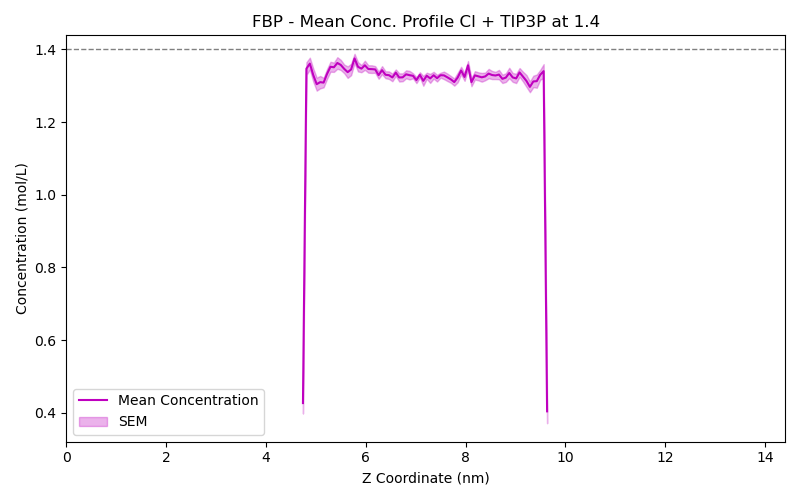 FBP - Mean Conc. Profile Cl + TIP3P at 1.4
Concentration (mol/L)
1.4
1.2
1.0
0.8
0.6
0.4
Mean Concentration
SEM
0 2 4 6 8 10 12 14
Z Coordinate (nm)